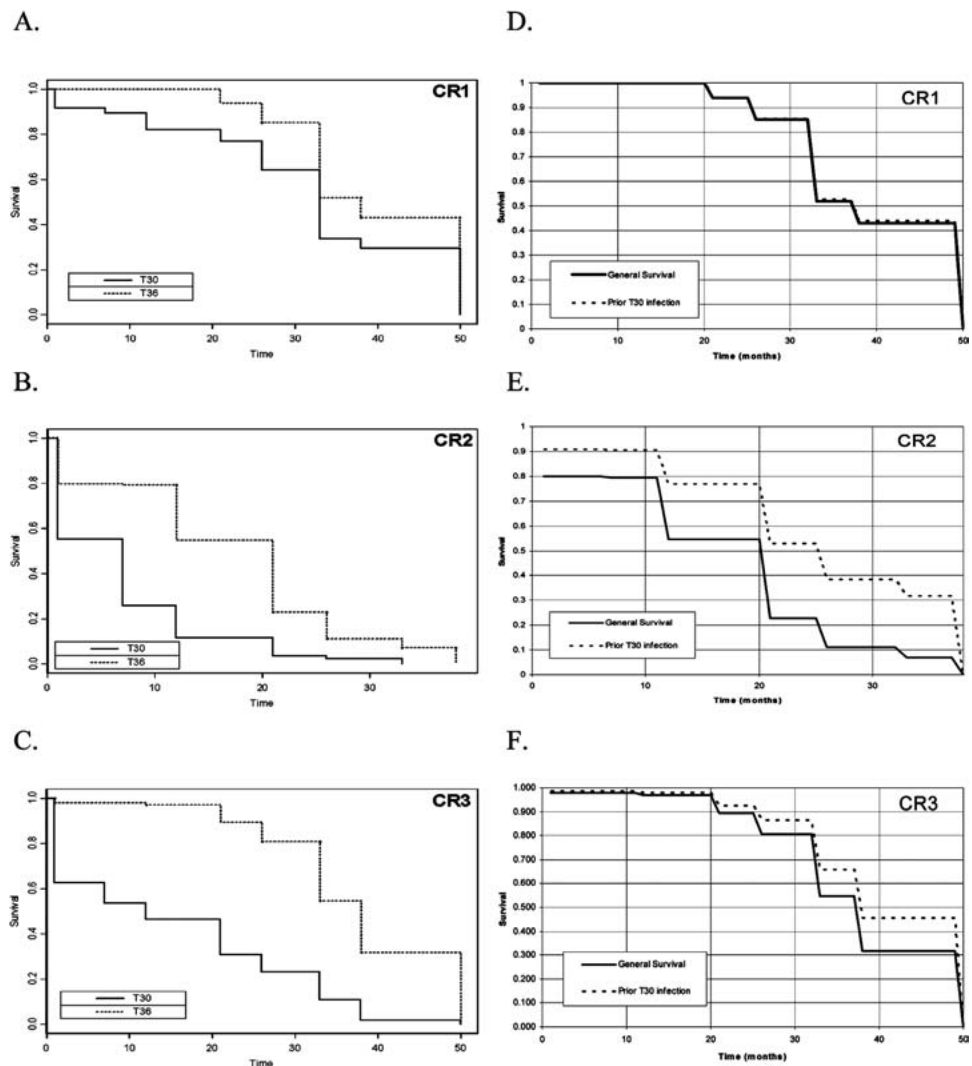 A.
CR1
Survival
0.0 0.2 0.4 0.6 0.8 1.0
T30
T36
0 10 20 30 40 50
Time
D.
CR1
Survival
1
0.9
0.8
0.7
0.6
0.5
0.4
0.3
0.2
0.1
0
General Survival
Prior T30 infection
0 10 20 30 40 50
Time (months)
B.
CR2
Survival
0.0 0.2 0.4 0.6 0.8 1.0
T30
T36
0 10 20 30
Time
E.
CR2
Survival
1
0.9
0.8
0.7
0.6
0.5
0.4
0.3
0.2
0.1
0
General Survival
Prior T30 infection
0 10 20 30
Time (months)
C.
CR3
Survival
0.0 0.2 0.4 0.6 0.8 1.0
T30
T36
0 10 20 30 40 50
Time
F.
CR3
Survival
1.000
0.900
0.800
0.700
0.600
0.500
0.400
0.300
0.200
0.100
0.000
General Survival
Prior T30 infection
0 10 20 30 40 50
Time (months)